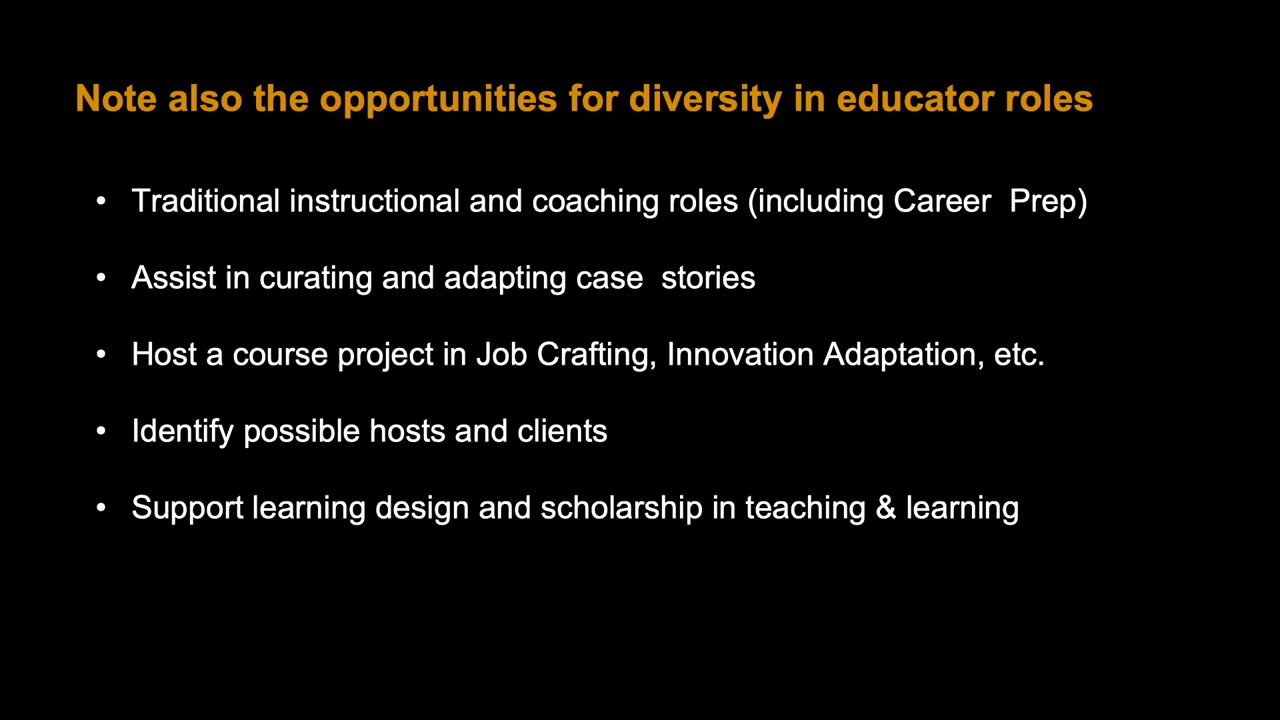 Note also the opportunities for diversity in educator roles
• Traditional instructional and coaching roles (including Career  Prep)
• Assist in curating and adapting case  stories
• Host a course project in Job Crafting, Innovation Adaptation, etc.
• Identify possible hosts and clients
• Support learning design and scholarship in teaching & learning